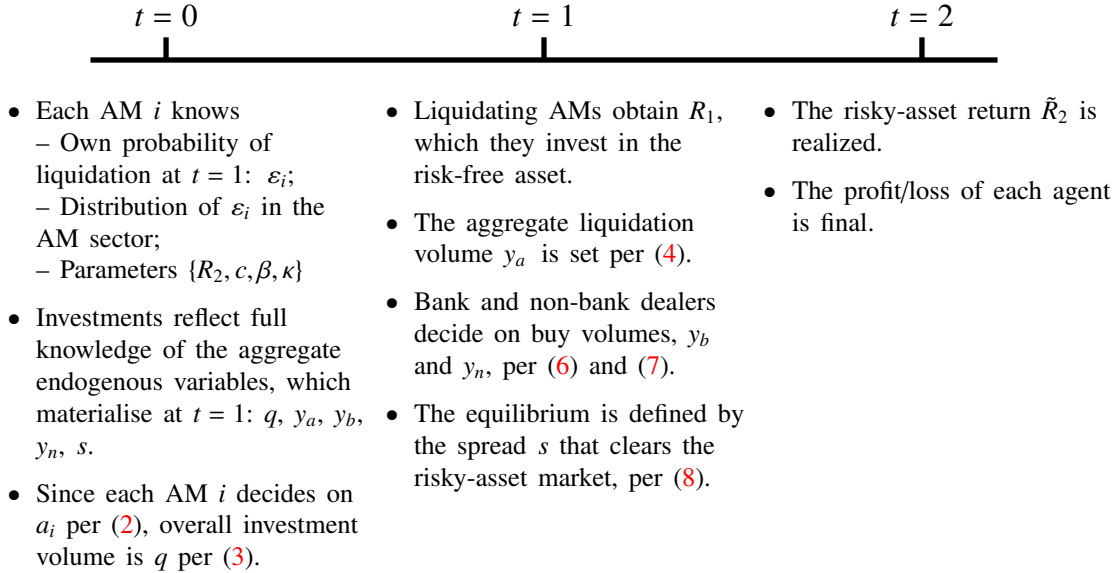 t = 0
t = 1
t = 2
• Each AM i knows
– Own probability of
liquidation at t = 1: εi;
– Distribution of εi in the
AM sector;
– Parameters {R2, c, β, κ}
• Investments reflect full
knowledge of the aggregate
endogenous variables, which
materialise at t = 1: q, ya, yb,
yn, s.
• Since each AM i decides on
ai per (2), overall investment
volume is q per (3).
• Liquidating AMs obtain R1,
which they invest in the
risk-free asset.
• The aggregate liquidation
volume ya is set per (4).
• Bank and non-bank dealers
decide on buy volumes, yb
and yn, per (6) and (7).
• The equilibrium is defined by
the spread s that clears the
risky-asset market, per (8).
• The risky-asset return R̃2 is
realized.
• The profit/loss of each agent
is final.